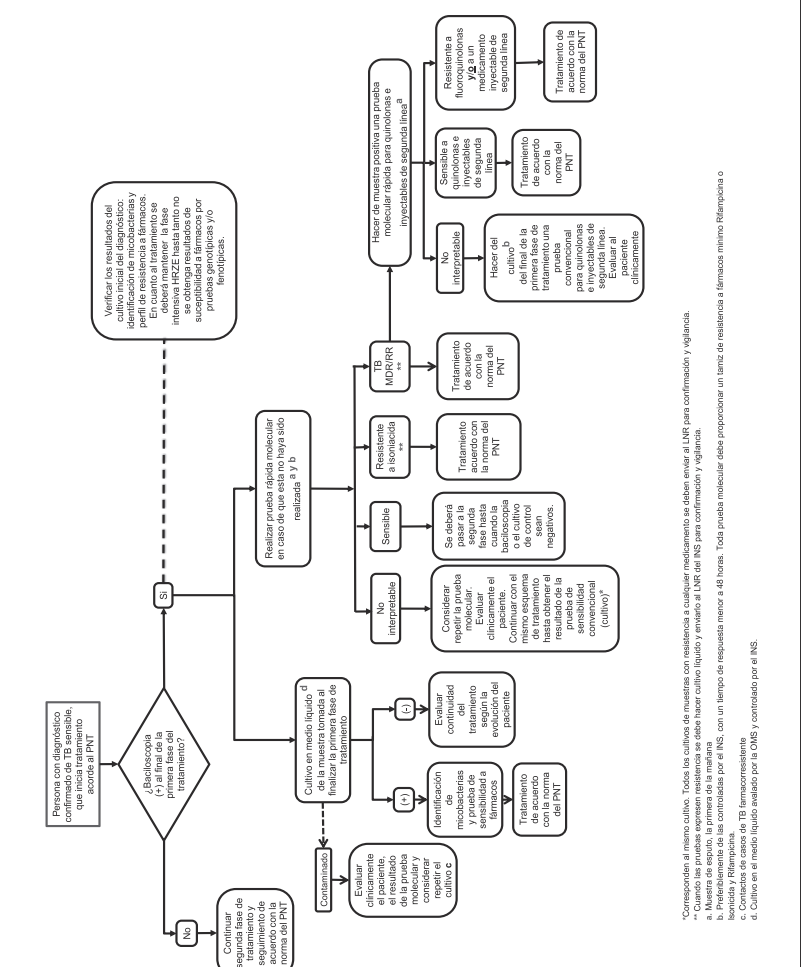 Persona con diagnóstico
confirmado de TB sensible,
que inicia tratamiento
acorde al PNT
¿Baciloscopia
(+) al final de la
primera fase del
tratamiento?
No
Continuar
segunda fase de
tratamiento y
seguimiento de
acuerdo con la
norma del PNT
Si
Verificar los resultados del
cultivo inicial del diagnóstico:
identificación de micobacterias y
perfil de resistencia a fármacos.
En cuanto al tratamiento se
deberá mantener la fase
intensiva HRZE hasta tanto no
se obtenga resultados de
suceptibilidad a fármacos por
pruebas genotípicas y/o
fenotípicas.
Cultivo en medio líquido d
de la muestra tomada al
finalizar la primera fase de
tratamiento
Contaminado
Evaluar
clínicamente
el paciente,
el resultado
de la prueba
molecular y
considerar
repetir el
cultivo c
(+)
Identificación
de
micobacterias
y prueba de
sensibilidad a
fármacos
Tratamiento
de acuerdo
con la norma
del PNT
(-)
Evaluar
continuidad
del
tratamiento
según la
evolución del
paciente
Realizar prueba rápida molecular
en caso de que esta no haya sido
realizada a y b
No
interpretable
Considerar
repetir la prueba
molecular.
Evaluar
clínicamente el
paciente.
Continuar con el
mismo esquema
de tratamiento
hasta obtener el
resultado de la
prueba de
sensibilidad
convencional
(cultivo)*
Sensible
Se deberá
pasar a la
segunda
fase hasta
cuando la
baciloscopia
o el cultivo
de control
sean
negativos.
Resistente
a isoniacida
**
Tratamiento
acuerdo con
la norma del
PNT
TB
MDR/RR
**
Tratamiento
de acuerdo
con la
norma del
PNT
Hacer de muestra positiva una prueba
molecular rápida para quinolonas e
inyectables de segunda línea a
No
interpretable
Hacer del
cultivo b
del final de la
primera fase de
tratamiento una
prueba
convencional
para quinolonas
e inyectables de
segunda línea.
Evaluar al
paciente
clínicamente
Sensible a
quinolonas e
inyectables
de segunda
línea
Tratamiento
de acuerdo
con la
norma del
PNT
Resistente a
fluoroquinolonas
y/o a un
medicamento
inyectable de
segunda línea
Tratamiento de
acuerdo con la
norma del PNT
*Corresponden al mismo cultivo. Todos los cultivos de muestras con resistencia a cualquier medicamento se deben enviar al LNR para confirmación y vigilancia.
** Cuando las pruebas expresen resistencia se debe hacer cultivo líquido y enviarlo al LNR del INS para confirmación y vigilancia.
a. Muestra de esputo, la primera de la mañana
b. Preferiblemente de las controladas por el INS, con un tiempo de respuesta menor a 48 horas. Toda prueba molecular debe proporcionar un tamiz de resistencia a fármacos mínimo Rifampicina o
Isonicida y Rifampicina.
c. Contactos de casos de TB farmacorresistente
d. Cultivo en el medio líquido avalado por la OMS y controlado por el INS.